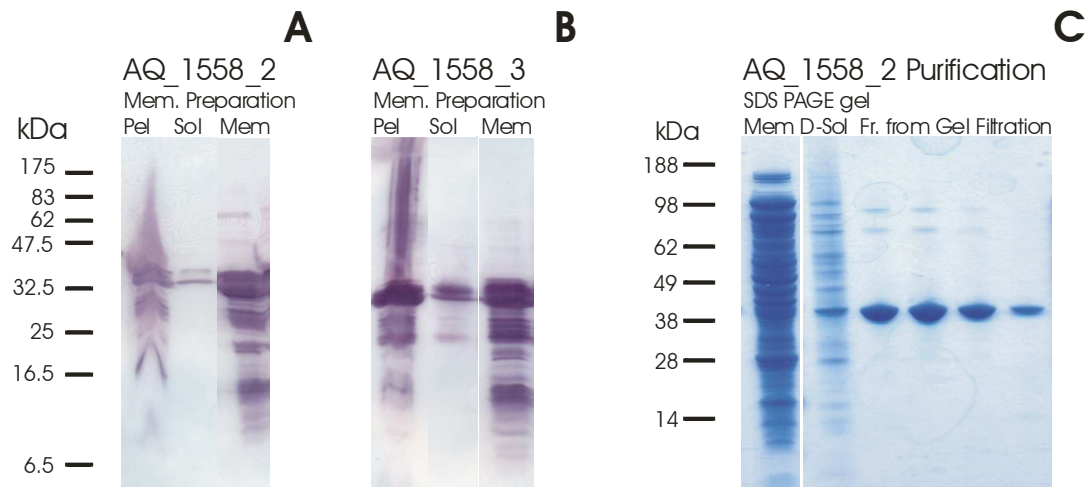 A
AQ_1558_2
Mem. Preparation
kDa
Pel Sol Mem
175
83
62
47.5
32.5
25
16.5
6.5
B
AQ_1558_3
Mem. Preparation
Pel Sol Mem
C
AQ_1558_2 Purification
SDS PAGE gel
kDa
Mem D-Sol Fr. from Gel Filtration
188
98
62
49
38
28
14